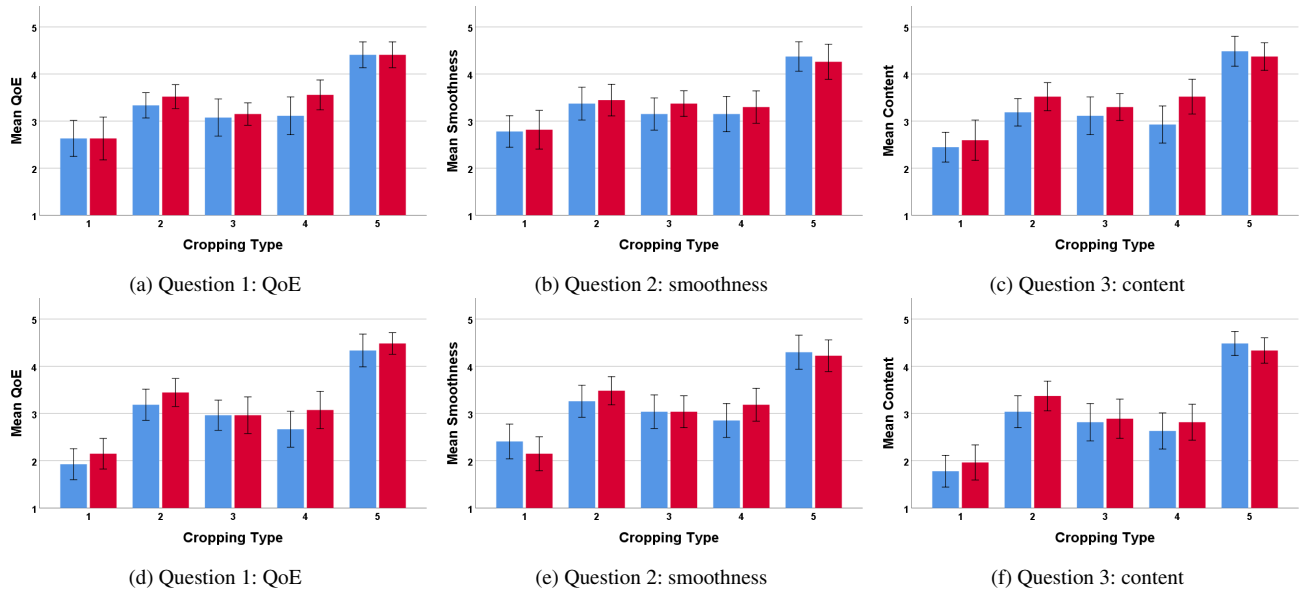 Mean QoE
5
4
3
2
1
1 2 3 4 5
Cropping Type
(a) Question 1: QoE
Mean Smoothness
5
4
3
2
1
1 2 3 4 5
Cropping Type
(b) Question 2: smoothness
Mean Content
5
4
3
2
1
1 2 3 4 5
Cropping Type
(c) Question 3: content
Mean QoE
5
4
3
2
1
1 2 3 4 5
Cropping Type
(d) Question 1: QoE
Mean Smoothness
5
4
3
2
1
1 2 3 4 5
Cropping Type
(e) Question 2: smoothness
Mean Content
5
4
3
2
1
1 2 3 4 5
Cropping Type
(f) Question 3: content